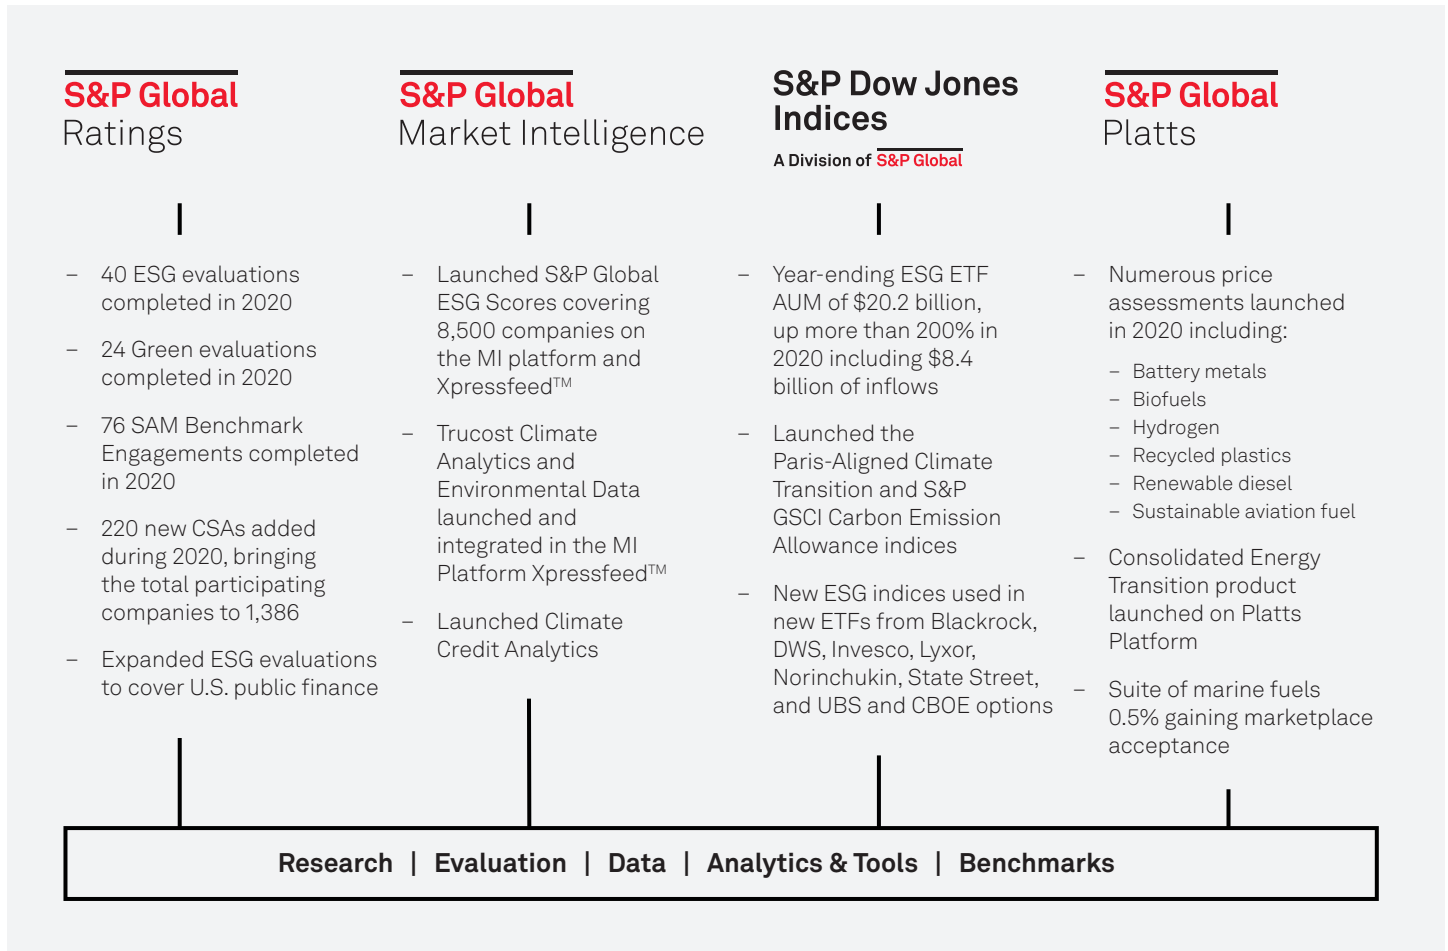 S&P Global
Ratings
– 40 ESG evaluations
completed in 2020
– 24 Green evaluations
completed in 2020
– 76 SAM Benchmark
Engagements completed
in 2020
– 220 new CSAs added
during 2020, bringing
the total participating
companies to 1,386
– Expanded ESG evaluations
to cover U.S. public finance
S&P Global
Market Intelligence
– Launched S&P Global
ESG Scores covering
8,500 companies on
the MI platform and
Xpressfeed™
– Trucost Climate
Analytics and
Environmental Data
launched and
integrated in the MI
Platform Xpressfeed™
– Launched Climate
Credit Analytics
S&P Dow Jones
Indices
A Division of S&P Global
– Year-ending ESG ETF
AUM of $20.2 billion,
up more than 200% in
2020 including $8.4
billion of inflows
– Launched the
Paris-Aligned Climate
Transition and S&P
GSCI Carbon Emission
Allowance indices
– New ESG indices used in
new ETFs from Blackrock,
DWS, Invesco, Lyxor,
Norinchukin, State Street,
and UBS and CBOE options
S&P Global
Platts
– Numerous price
assessments launched
in 2020 including:
– Battery metals
– Biofuels
– Hydrogen
– Recycled plastics
– Renewable diesel
– Sustainable aviation fuel
– Consolidated Energy
Transition product
launched on Platts
Platform
– Suite of marine fuels
0.5% gaining marketplace
acceptance
Research | Evaluation | Data | Analytics & Tools | Benchmarks